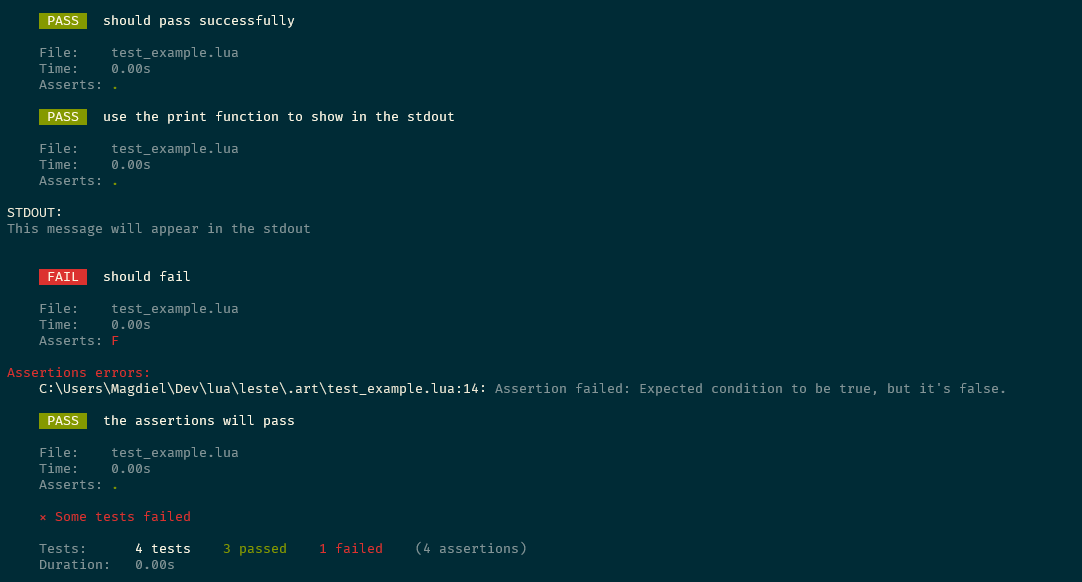 PASS should pass successfully
File: test_example.lua
Time: 0.00s
Asserts: .
PASS use the print function to show in the stdout
File: test_example.lua
Time: 0.00s
Asserts: .
STDOUT:
This message will appear in the stdout
FAIL should fail
File: test_example.lua
Time: 0.00s
Asserts: F
Assertions errors:
C:\Users\Magdiel\Dev\lua\leste\.art\test_example.lua:14: Assertion failed: Expected condition to be true, but it's false.
PASS the assertions will pass
File: test_example.lua
Time: 0.00s
Asserts: .
× Some tests failed
Tests: 4 tests 3 passed 1 failed (4 assertions)
Duration: 0.00s